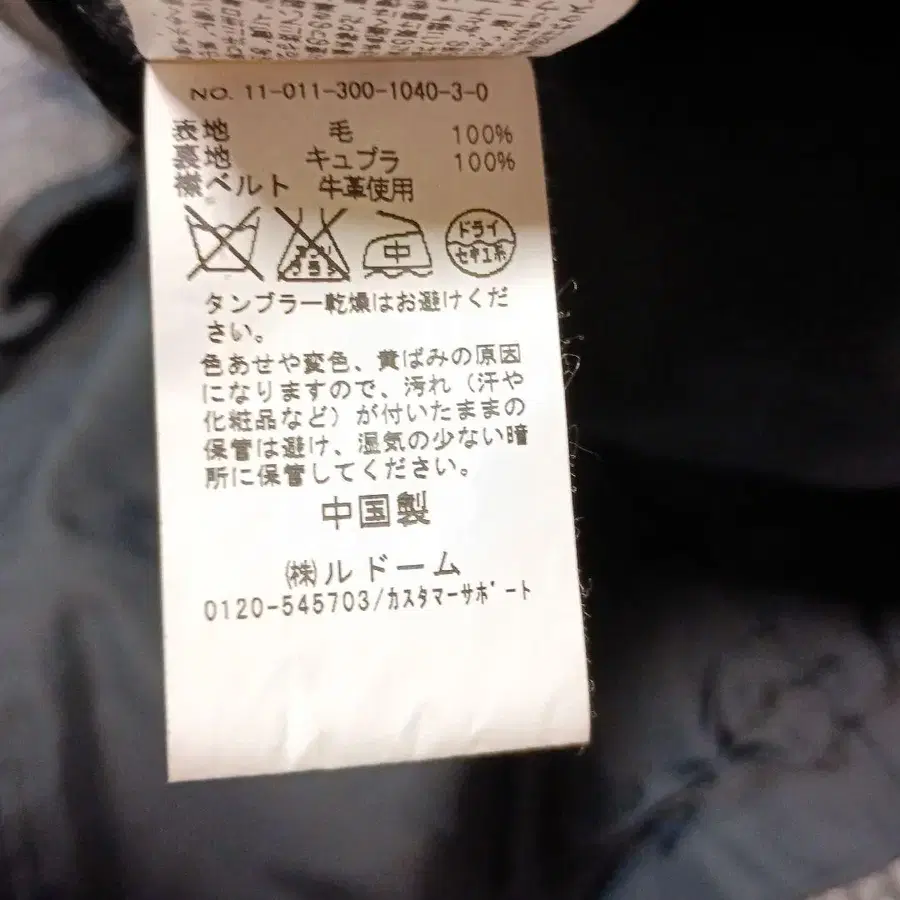 NO. 11-011-300-1040-3-0
表地 毛 100%
裏地 キュプラ 100%
襟ベルト 牛革使用
中
ドライ
セキユ系
タンブラー乾燥はお避けくだ
さい。
色あせや変色、黄ばみの原因
になりますので、汚れ（汗や
化粧品など）が付いたままの
保管は避け、湿気の少ない暗
所に保管してください。
中国製
㈱ルドーム
0120-545703/カスタマーサポート